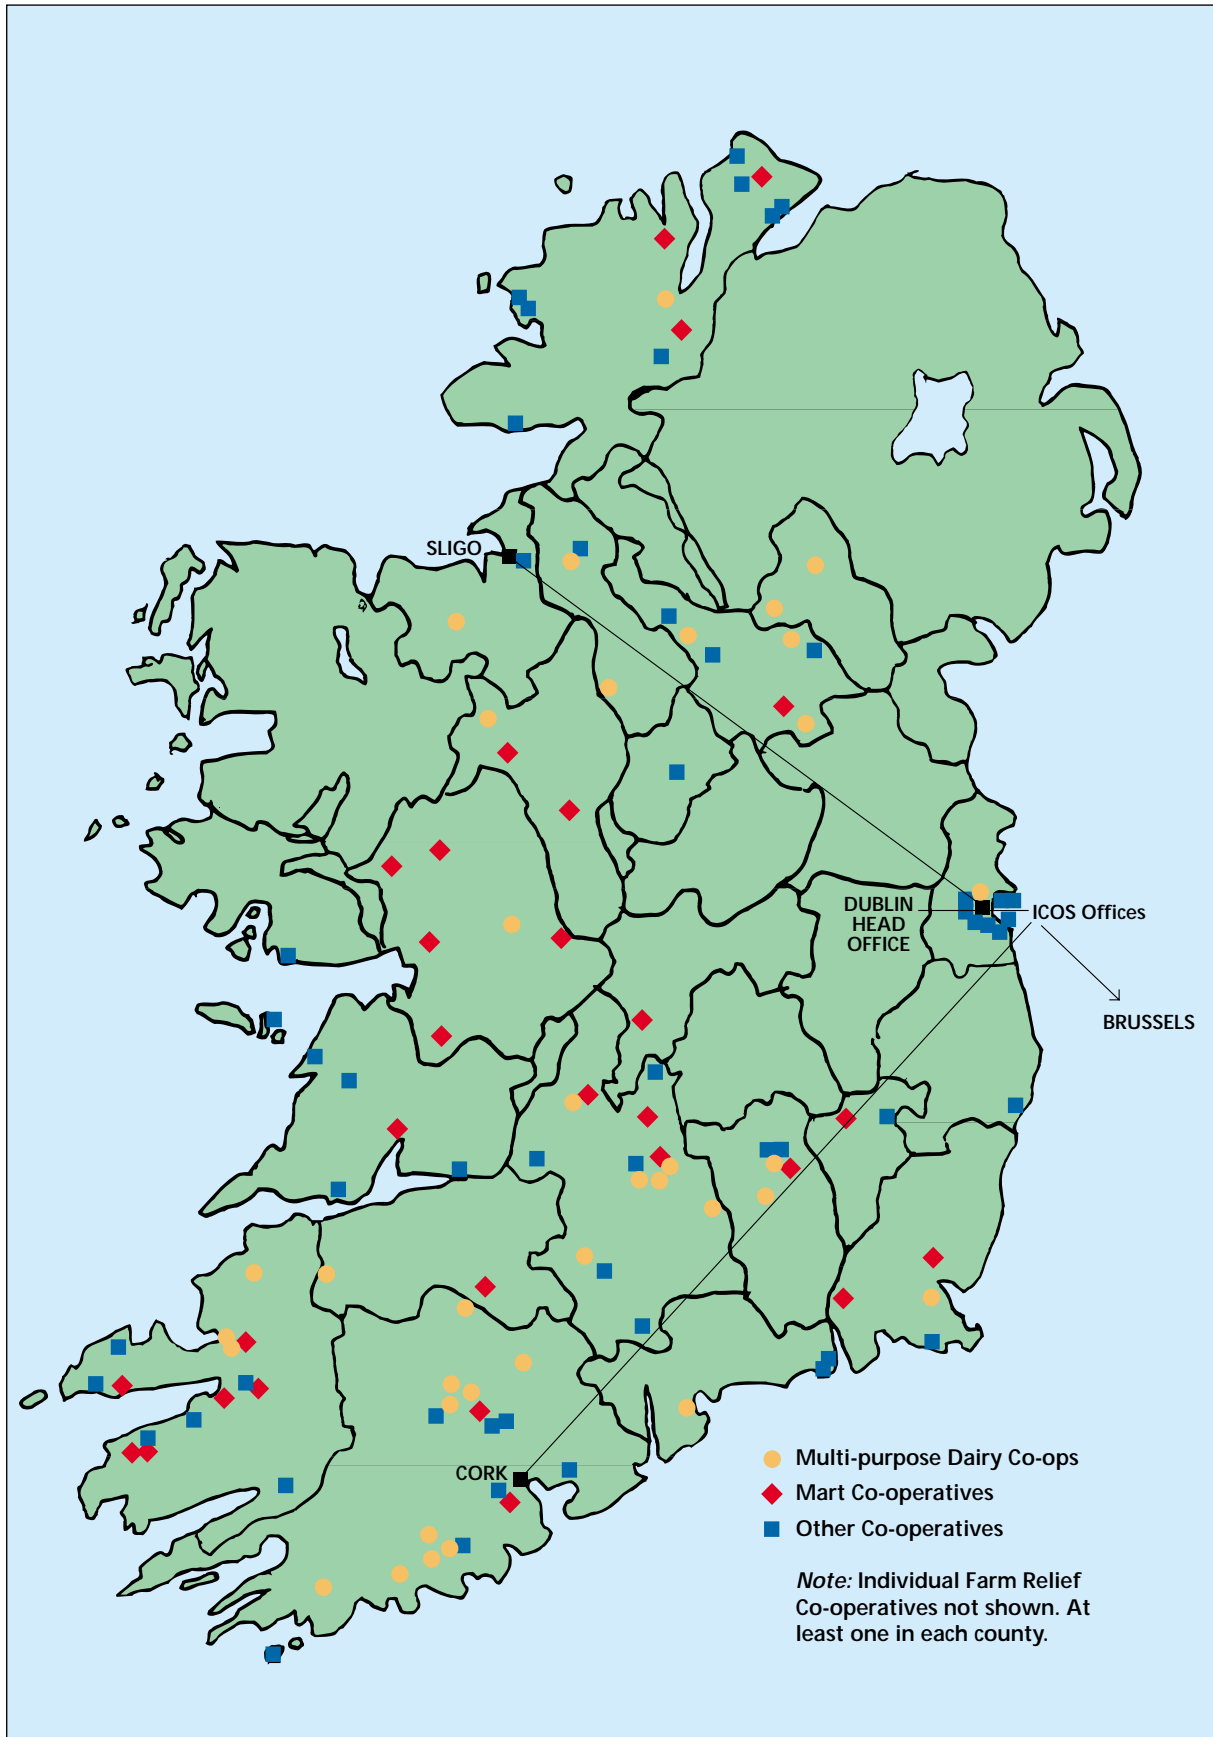 SLIGO
DUBLIN
HEAD
OFFICE
ICOS Offices
BRUSSELS
CORK
Multi-purpose Dairy Co-ops
Mart Co-operatives
Other Co-operatives
Note: Individual Farm Relief
Co-operatives not shown. At
least one in each county.